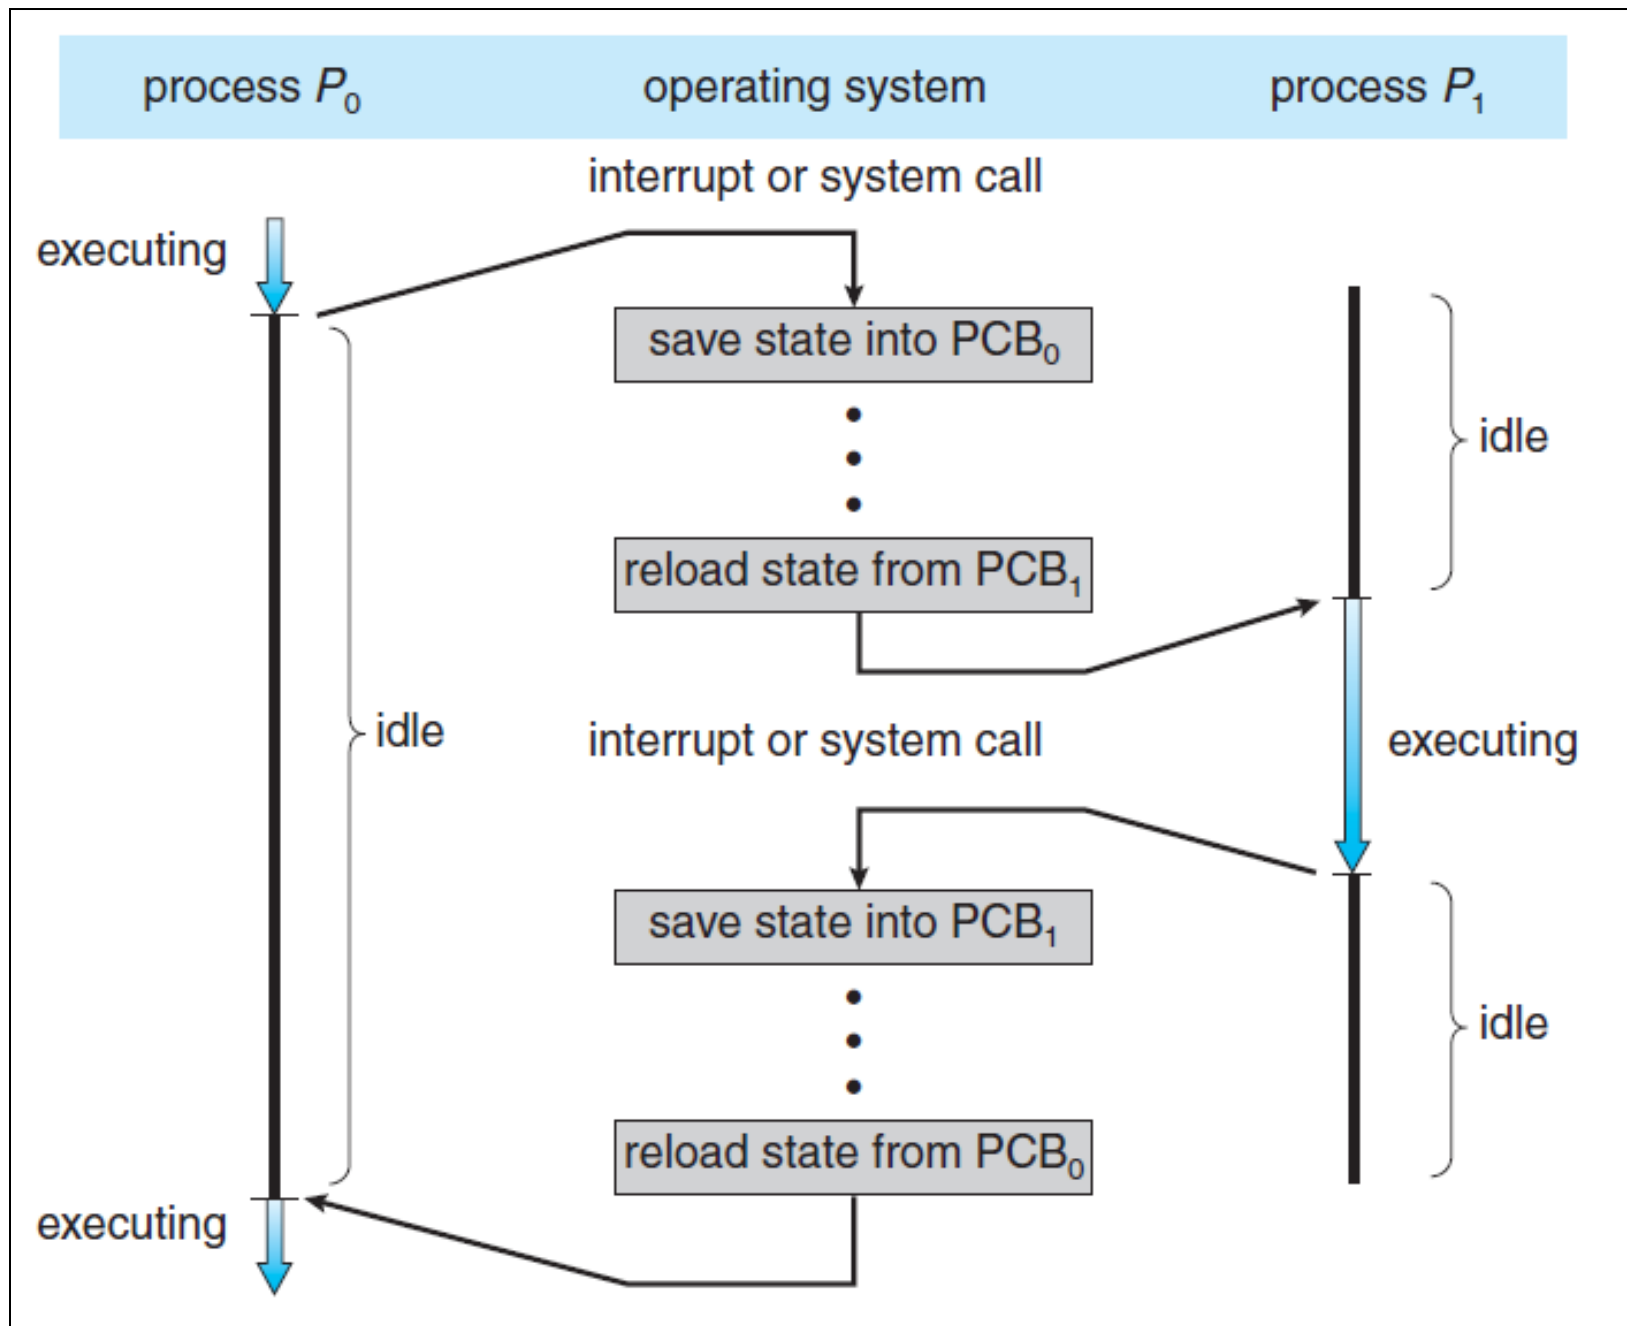 process P₀ operating system process P₁
interrupt or system call
executing
save state into PCB₀
idle
reload state from PCB₁
idle
interrupt or system call
executing
save state into PCB₁
idle
reload state from PCB₀
executing